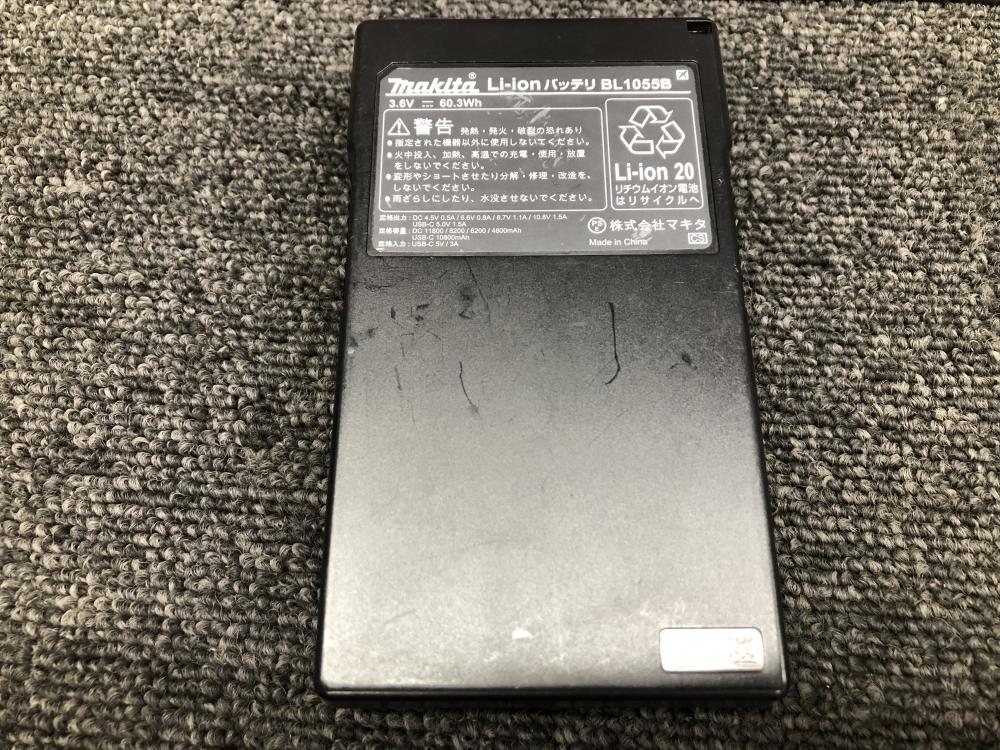 makita® Li-ion バッテリ BL1055B
3.6V 60.3Wh
警告 発熱・発火・破裂の恐れあり
●指定された機器以外に使用しないでください。
●火中投入、加熱、高温での充電・使用・放置
をしないでください。
●変形やショートさせたり分解・修理・改造を、
しないでください。
●雨ざらしにしたり、水没させないでください。
Li-ion 20
リチウムイオン電池
はリサイクルへ
定格出力: DC 4.5V 0.5A / 6.6V 0.8A / 8.7V 1.1A / 10.8V 1.5A
USB-C 5.0V 1.5A
定格容量: DC 11800 / 8200 / 6200 / 4800mAh
USB-C 10800mAh
定格入力: USB-C 5V / 3A
PS E 株式会社マキタ
Made in China
CS